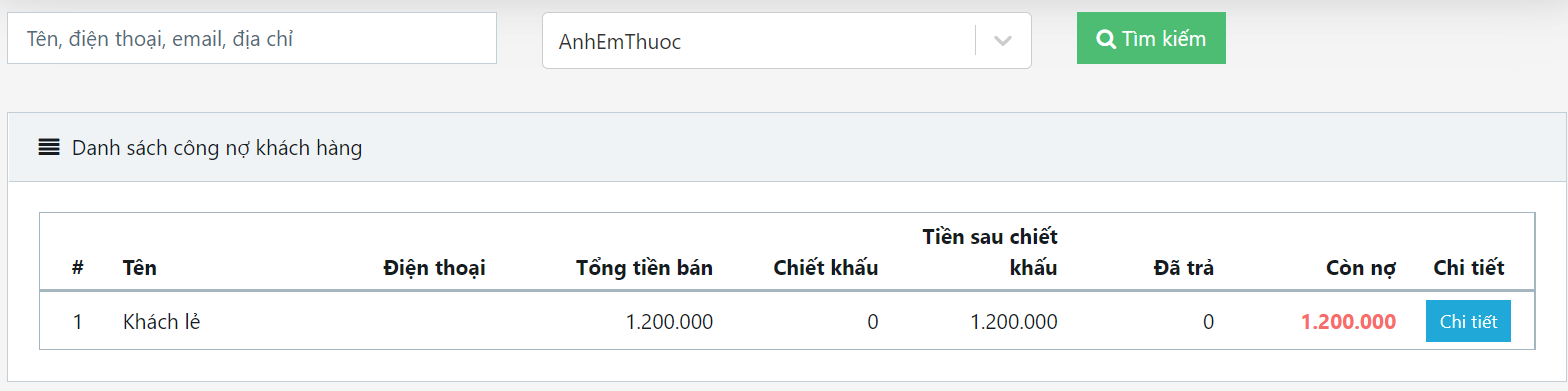 Tên, điện thoại, email, địa chỉ
AnhEmThuoc
Tìm kiếm
Danh sách công nợ khách hàng
# Tên Điện thoại Tổng tiền bán Chiết khấu Tiền sau chiết khấu Đã trả Còn nợ Chi tiết
1 Khách lẻ 1.200.000 0 1.200.000 0 1.200.000 Chi tiết